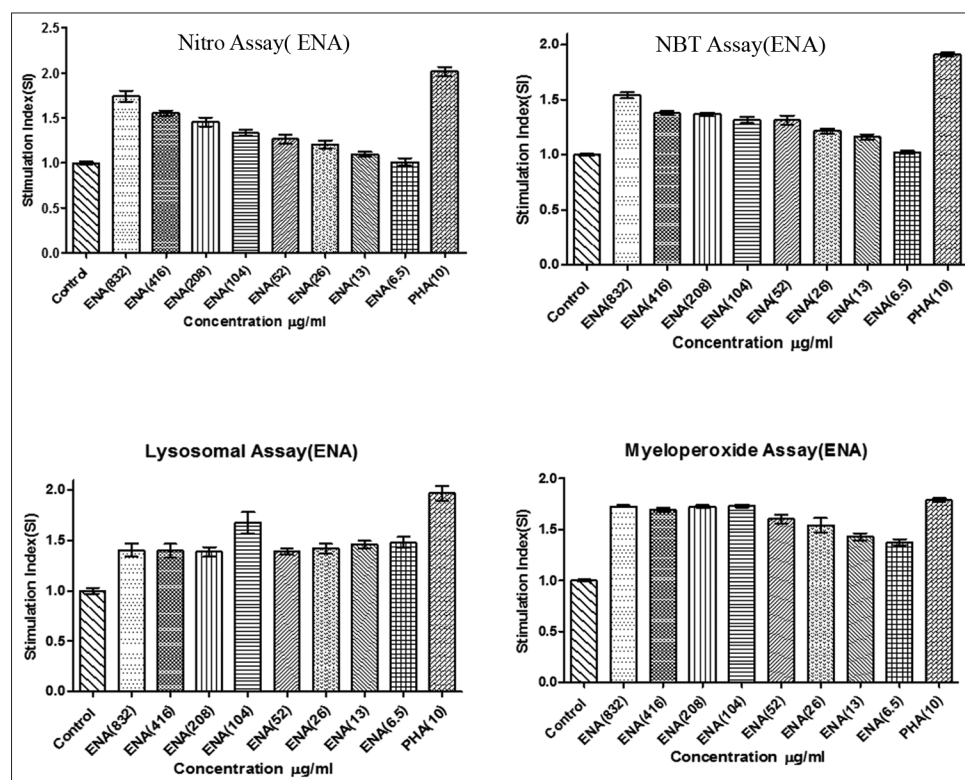 Nitro Assay( ENA)
Stimulation Index(SI)
2.5
2.0
1.5
1.0
0.5
0.0
Control
ENA(832)
ENA(416)
ENA(208)
ENA(104)
ENA(52)
ENA(26)
ENA(13)
ENA(6.5)
PHA(10)
Concentration μg/ml
NBT Assay(ENA)
Stimulation Index(SI)
2.0
1.5
1.0
0.5
0.0
Control
ENA(832)
ENA(416)
ENA(208)
ENA(104)
ENA(52)
ENA(26)
ENA(13)
ENA(6.5)
PHA(10)
Concentration μg/ml
Lysosomal Assay(ENA)
Stimulation Index(SI)
2.0
1.5
1.0
0.5
0.0
Control
ENA(832)
ENA(416)
ENA(208)
ENA(104)
ENA(52)
ENA(26)
ENA(13)
ENA(6.5)
PHA(10)
Concentration μg/ml
Myeloperoxide Assay(ENA)
Stimulation Index(SI)
2.0
1.5
1.0
0.5
0.0
Control
ENA(832)
ENA(416)
ENA(208)
ENA(104)
ENA(52)
ENA(26)
ENA(13)
ENA(6.5)
PHA(10)
Concentration μg/ml